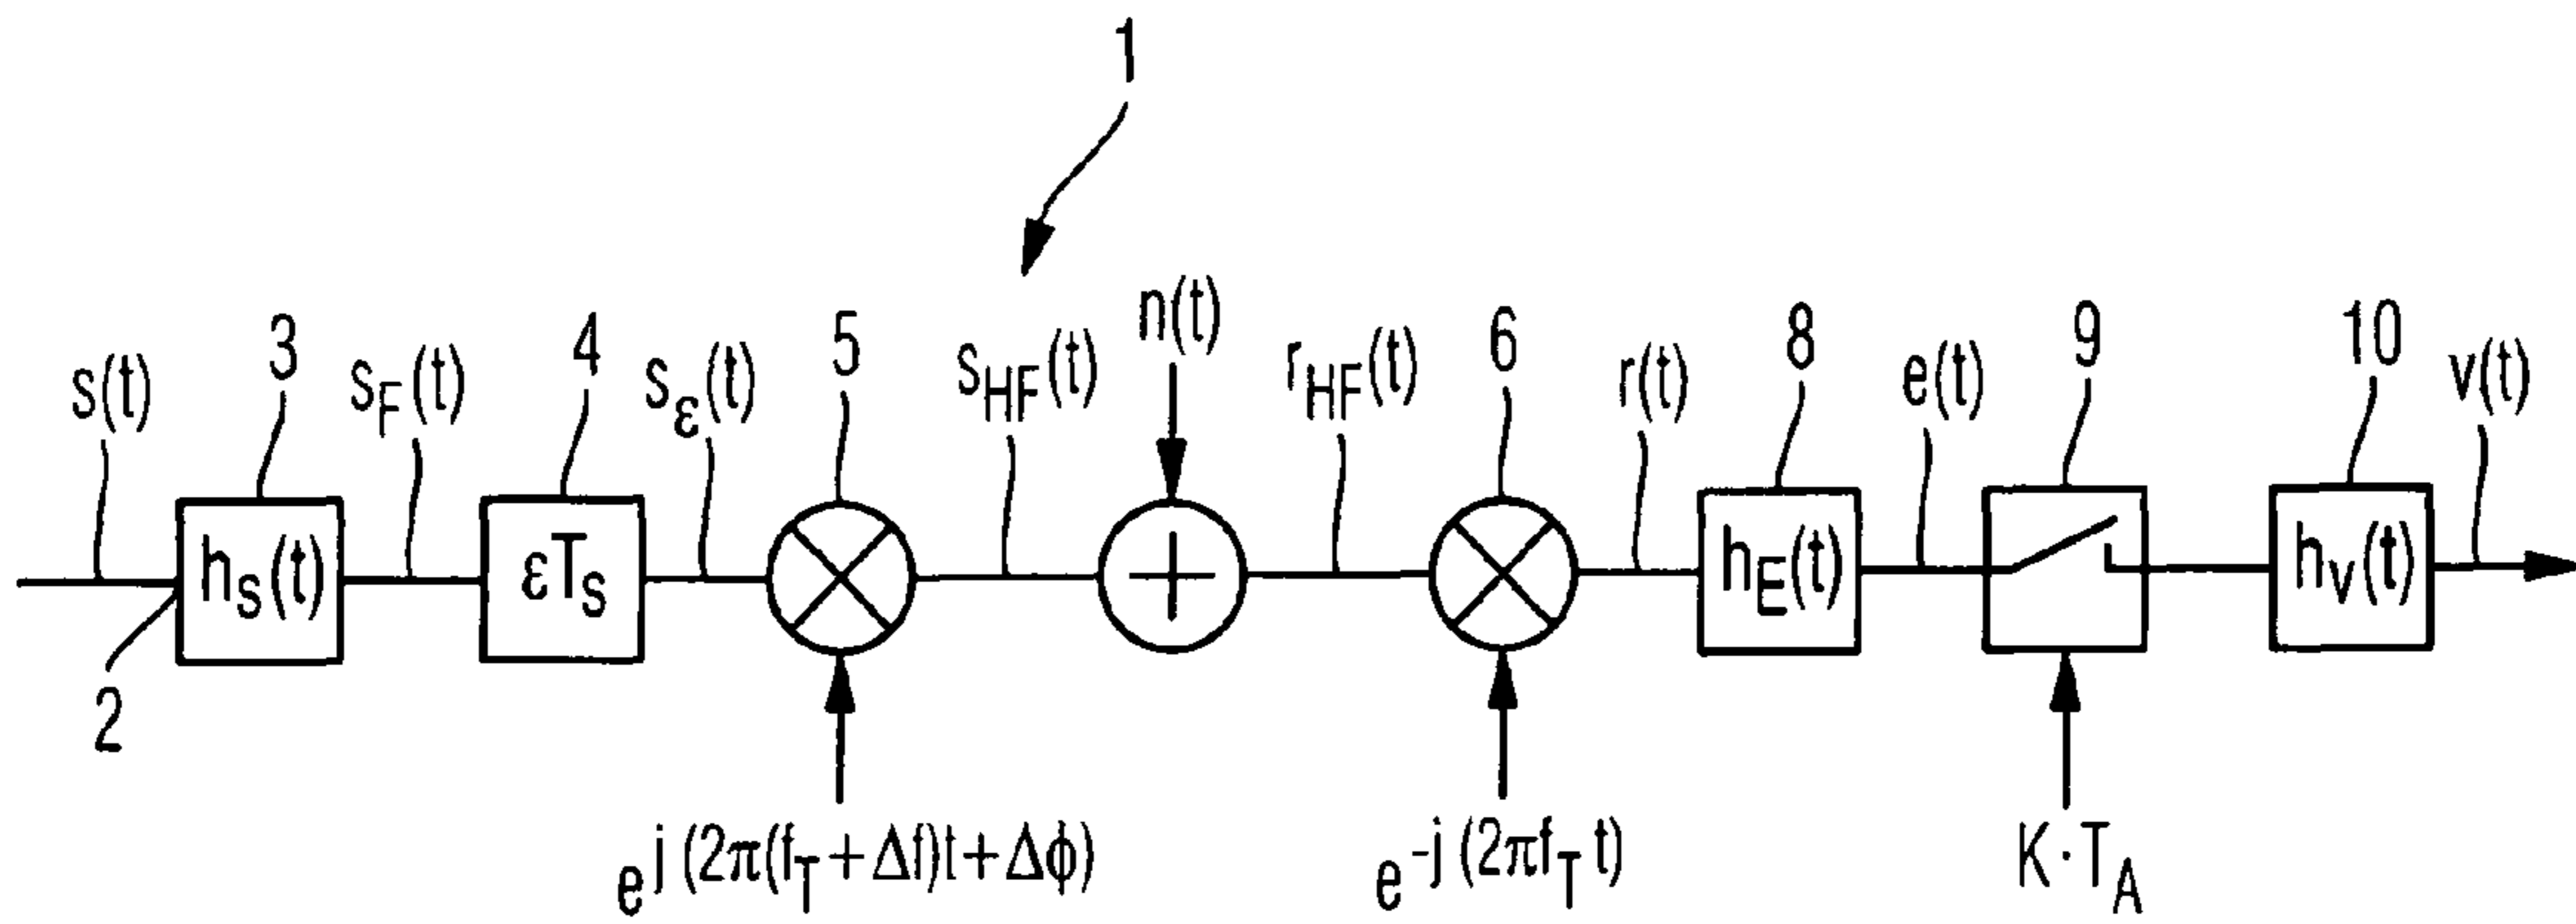 1
s(t)
3
s_F(t)
4
s_ε(t)
5
s_HF(t)
n(t)
r_HF(t)
6
r(t)
8
e(t)
9
10
v(t)
2
h_s(t)
εT_s
h_E(t)
h_v(t)
e^j(2π(f_T+Δf)t+Δϕ)
e^-j(2πf_T t)
K·T_A